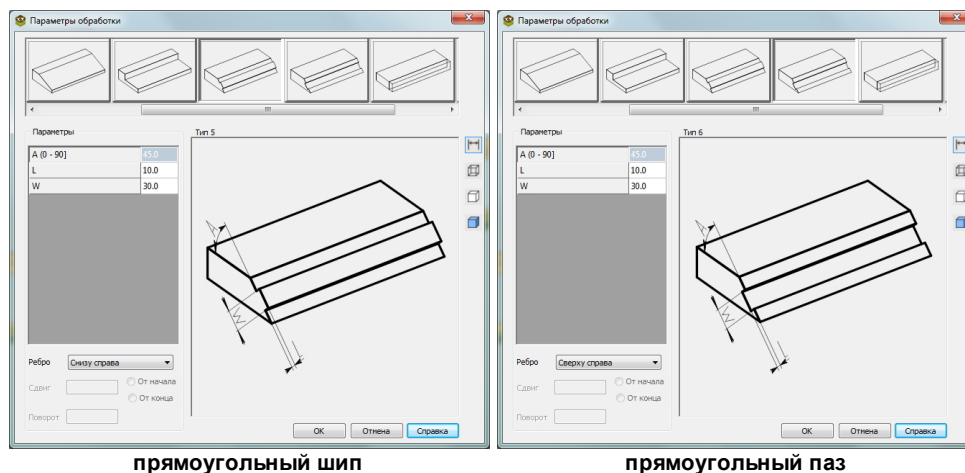 Параметры обработки
Параметры
Тип 5
A (0 - 90]
45.0
L
10.0
W
30.0
A
W
L
Ребро
Снизу справа
Сдвиг
От начала
От конца
Поворот
OK
Отмена
Справка
прямоугольный шип
Параметры обработки
Параметры
Тип 6
A (0 - 90]
45.0
L
10.0
W
30.0
A
W
L
Ребро
Сверху справа
Сдвиг
От начала
От конца
Поворот
OK
Отмена
Справка
прямоугольный паз